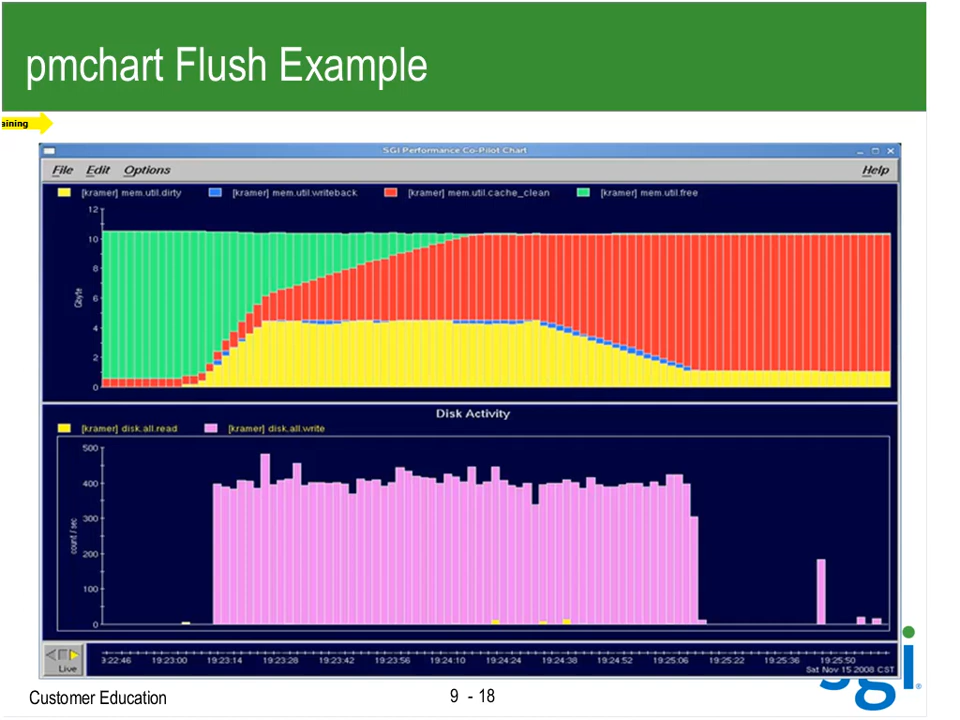 pmchart Flush Example
aining
SGI Performance Co-Pilot Chart
File Edit Options Help
[kramer] mem.util.dirty [kramer] mem.util.writeback [kramer] mem.util.cache_clean [kramer] mem.util.free
12
10
8
6
4
2
0
Gbyte
Disk Activity
[kramer] disk.all.read [kramer] disk.all.write
500
400
300
200
100
0
count / sec
Live
3:22:46 19:23:00 19:23:14 19:23:28 19:23:42 19:23:56 19:24:10 19:24:24 19:24:38 19:24:52 19:25:06 19:25:22 19:25:36 19:25:50
Sat Nov 15 2008 CST
sgi®
Customer Education
9 - 18